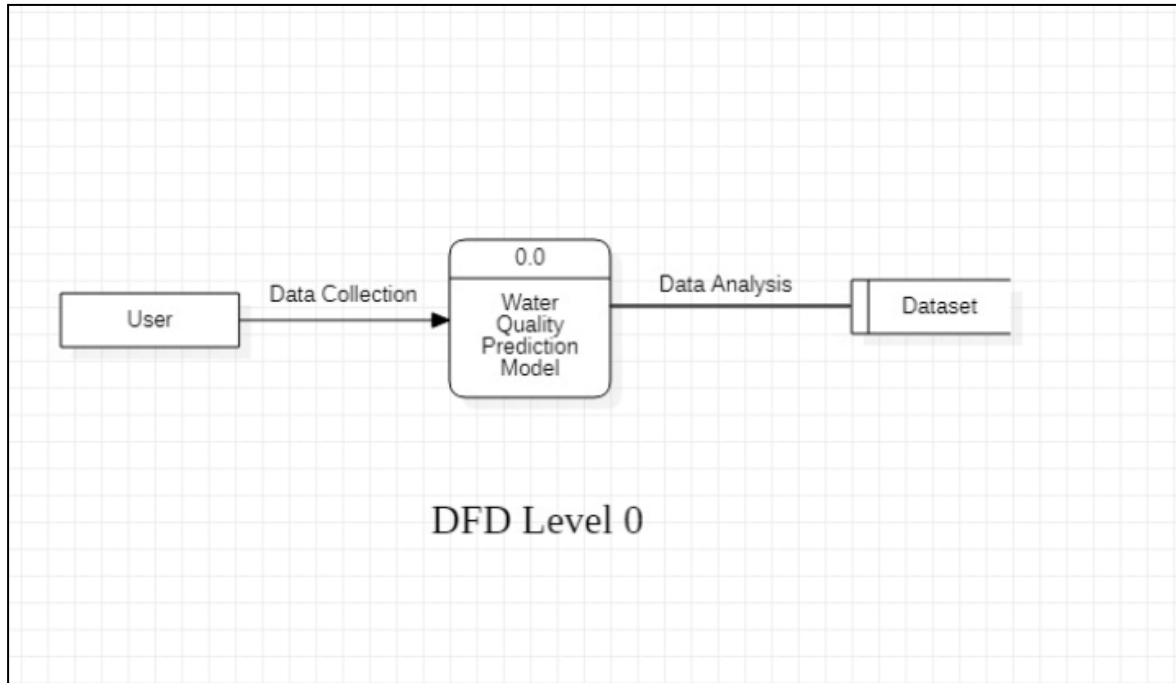 0.0
Data Analysis
Data Collection
Dataset
User
Water
Quality
Prediction
Model
DFD Level 0